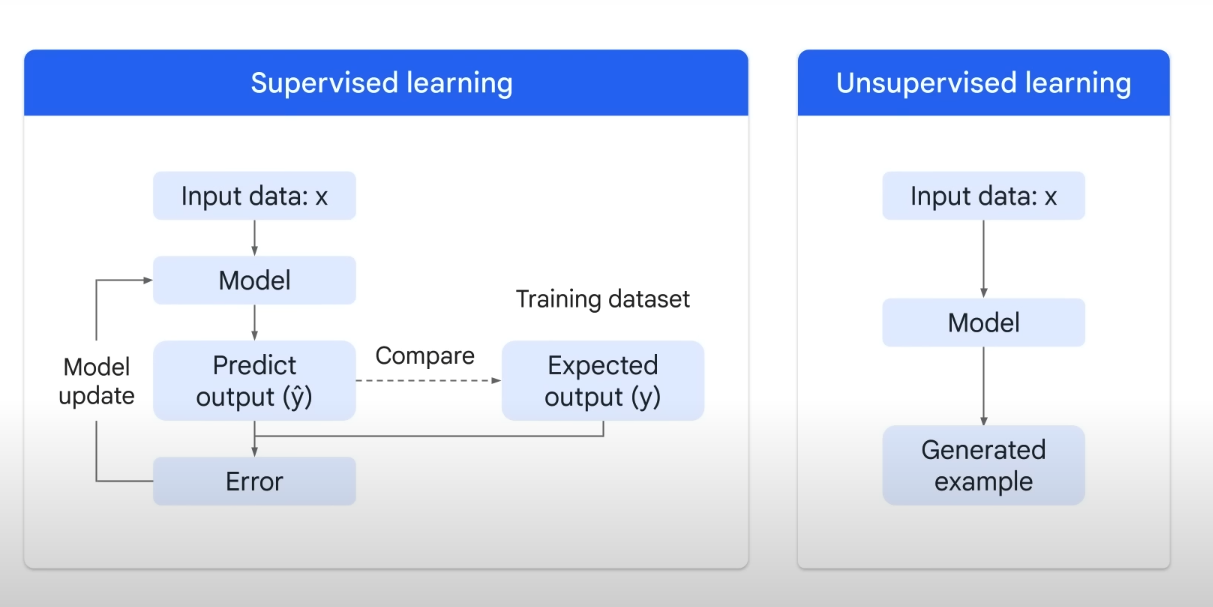 Supervised learning
Input data: x
Model
Training dataset
Model
update
Predict
output (ŷ)
Compare
Expected
output (y)
Error
Unsupervised learning
Input data: x
Model
Generated
example